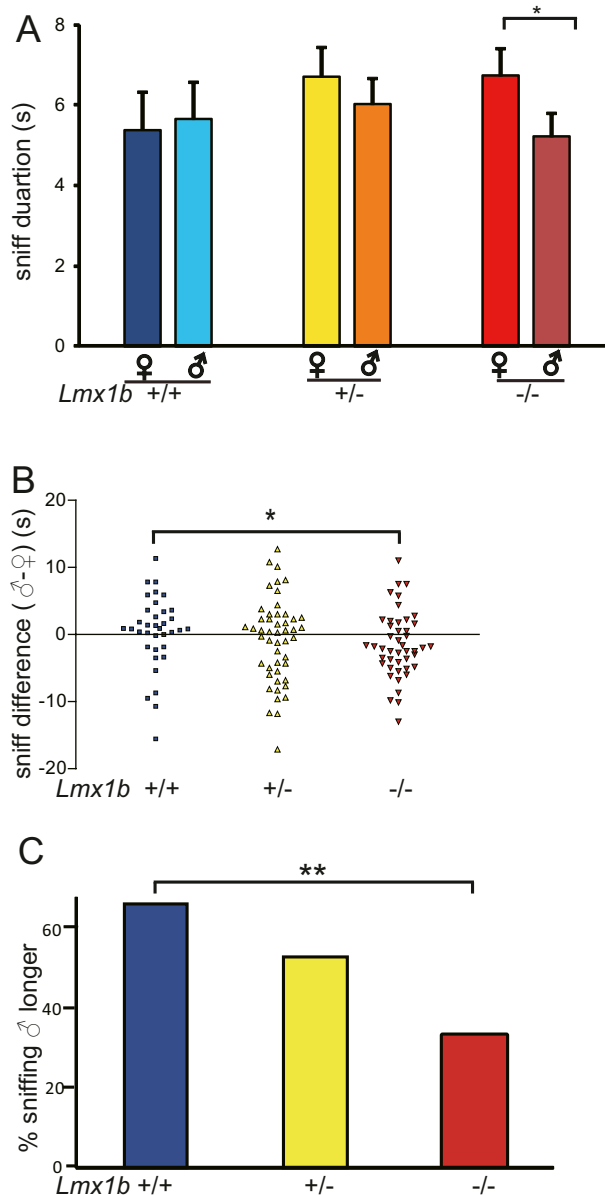 A
8
*
6
4
2
0
sniff duartion (s)
♀ ♂ ♀ ♂ ♀ ♂
Lmx1b +/+ +/- -/-
B
20
*
10
0
-10
-20
sniff difference (♂-♀) (s)
Lmx1b +/+ +/- -/-
C
**
60
40
20
0
% sniffing ♂ longer
Lmx1b +/+ +/- -/-